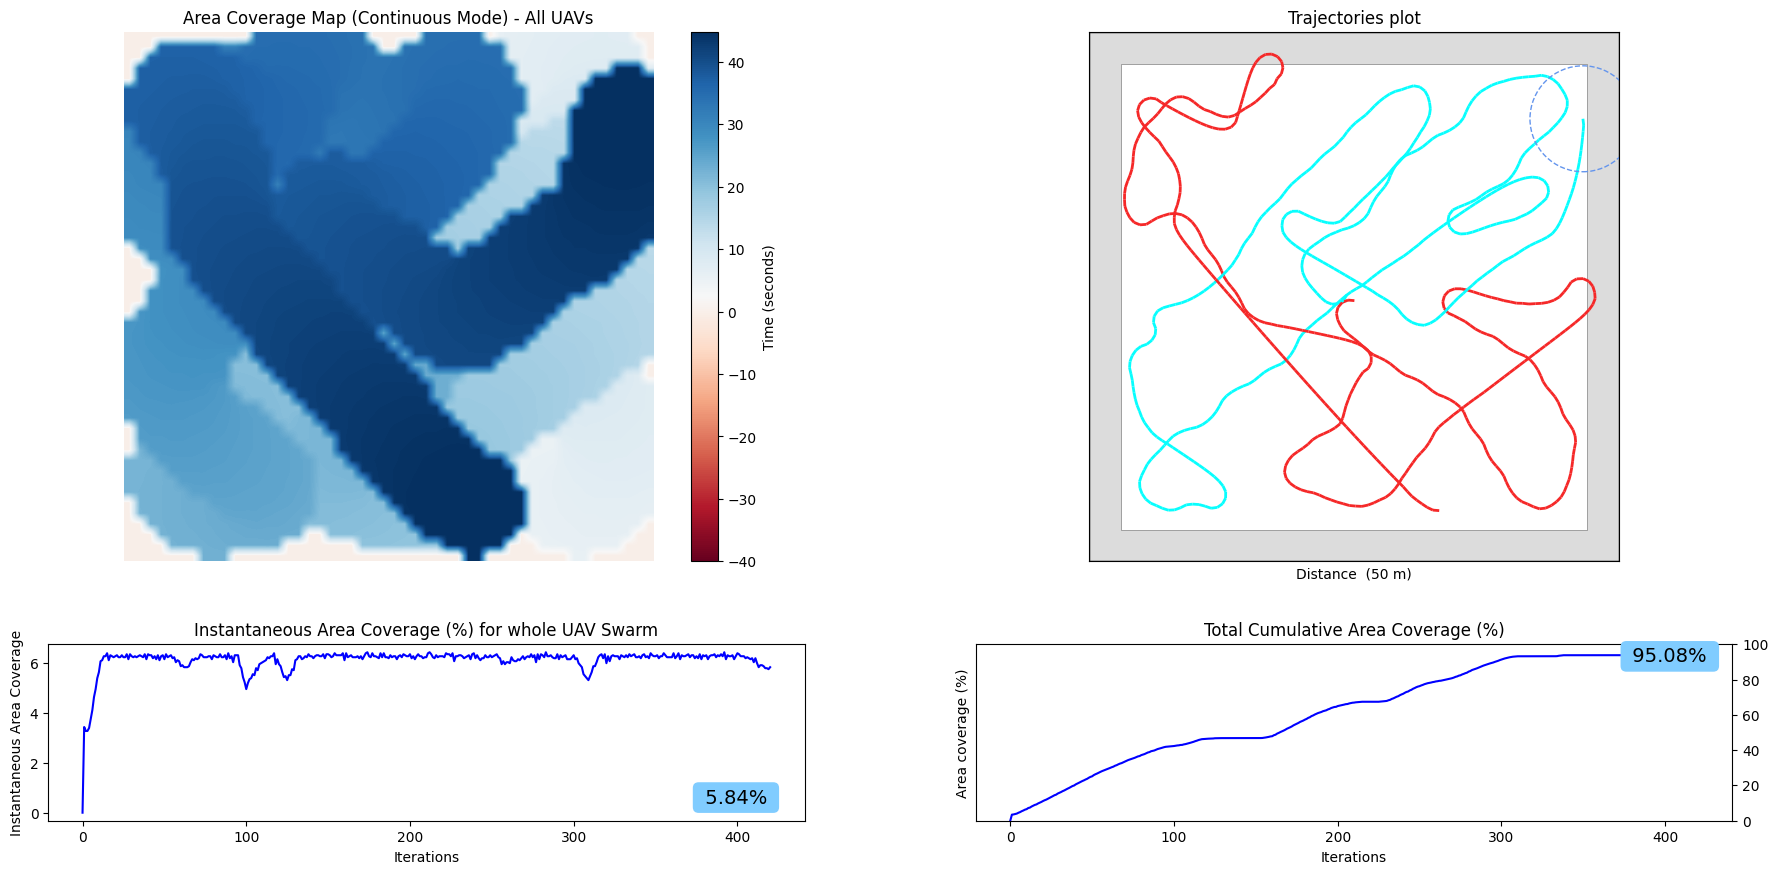 Area Coverage Map (Continuous Mode) - All UAVs
40
30
20
10
0
−10
−20
−30
−40
Time (seconds)
Trajectories plot
Distance  (50 m)
Instantaneous Area Coverage (%) for whole UAV Swarm
Instantaneous Area Coverage
6
4
2
0
5.84%
0 100 200 300 400
Iterations
Total Cumulative Area Coverage (%)
Area coverage (%)
95.08%
100
80
60
40
20
0
0 100 200 300 400
Iterations